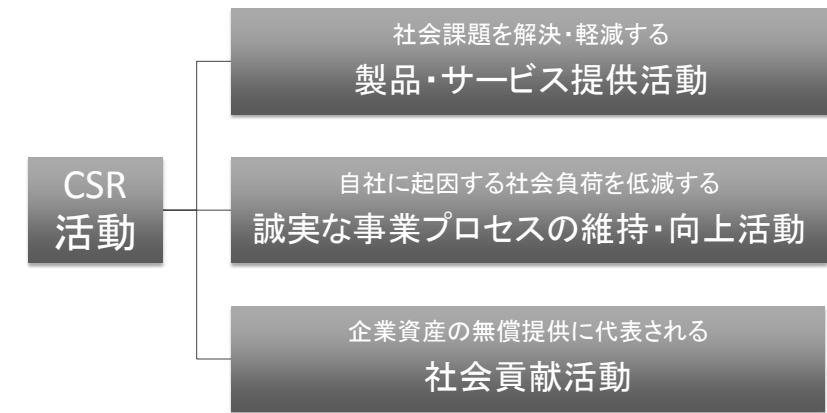 社会課題を解決・軽減する
製品・サービス提供活動
CSR
活動
自社に起因する社会負荷を低減する
誠実な事業プロセスの維持・向上活動
企業資産の無償提供に代表される
社会貢献活動